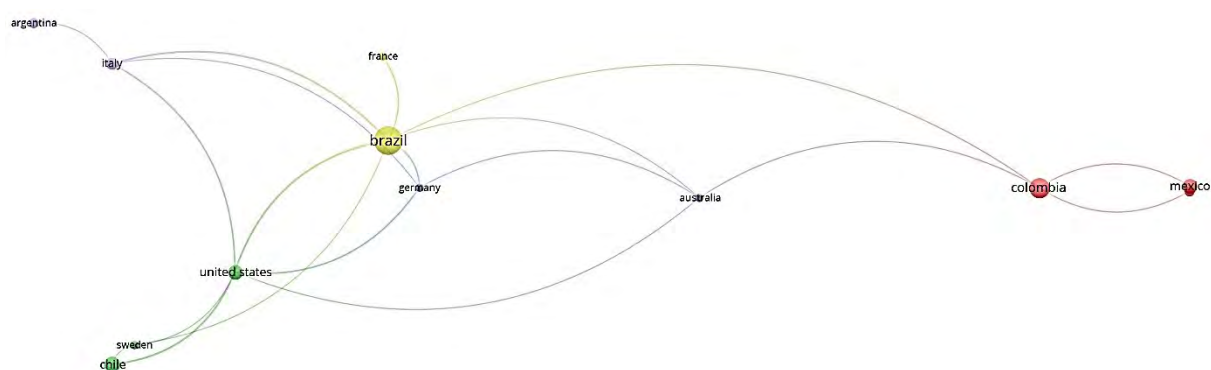 argentina
italy
france
brazil
germany
australia
colombia
mexico
united states
sweden
chile